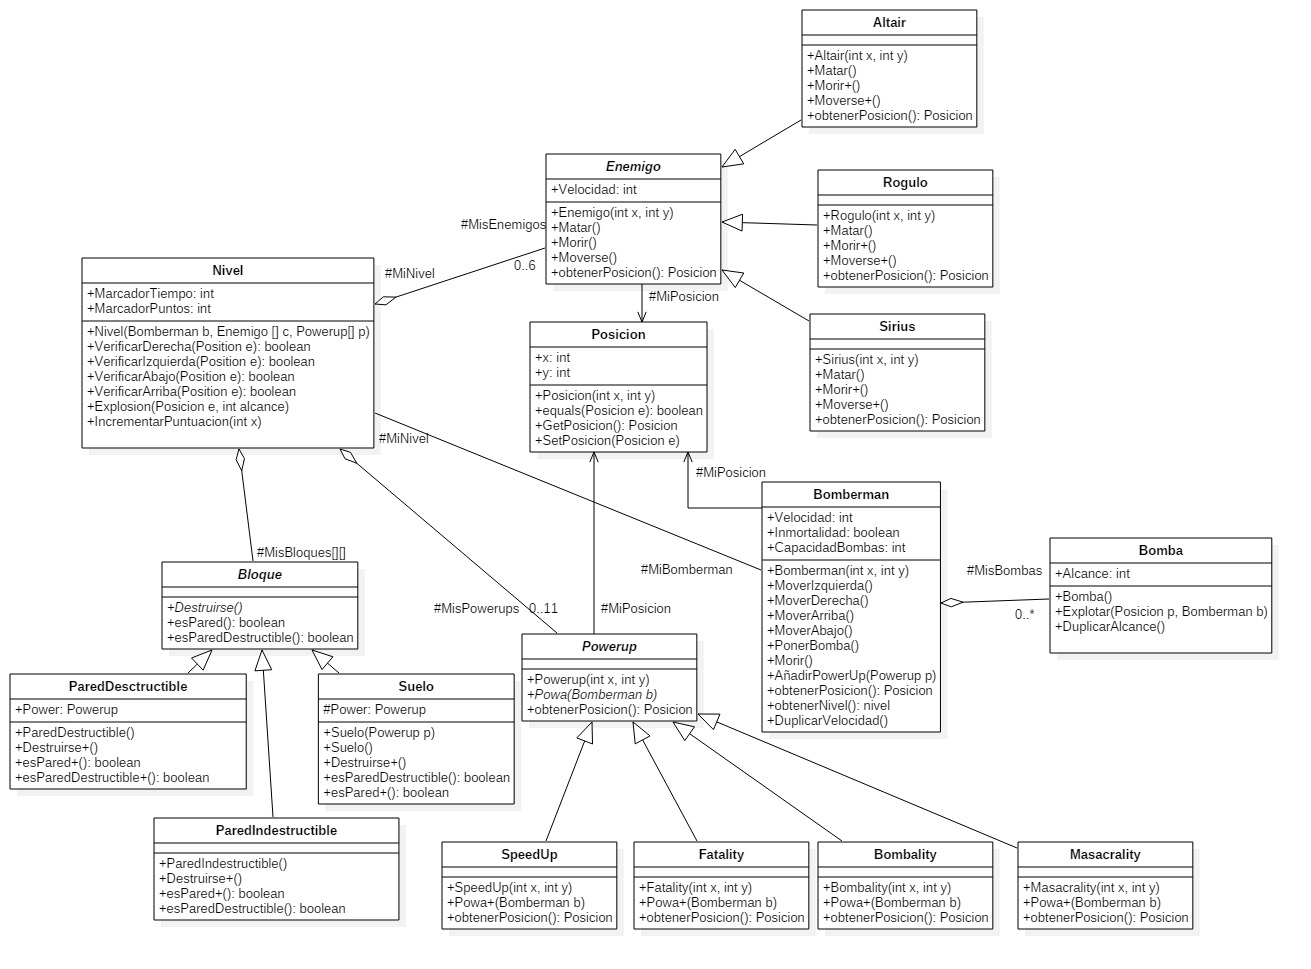 Altair
+Altair(int x, int y)
+Matar()
+Morir+()
+Moverse+()
+obtenerPosicion(): Posicion
Enemigo
+Velocidad: int
+Enemigo(int x, int y)
+Matar()
+Morir()
+Moverse()
+obtenerPosicion(): Posicion
Rogulo
+Rogulo(int x, int y)
+Matar()
+Morir+()
+Moverse+()
+obtenerPosicion(): Posicion
#MisEnemigos
0..6
#MiNivel
#MiPosicion
Nivel
+MarcadorTiempo: int
+MarcadorPuntos: int
+Nivel(Bomberman b, Enemigo [] c, Powerup[] p)
+VerificarDerecha(Position e): boolean
+VerificarIzquierda(Position e): boolean
+VerificarAbajo(Position e): boolean
+VerificarArriba(Position e): boolean
+Explosion(Posicion e, int alcance)
+IncrementarPuntuacion(int x)
Posicion
+x: int
+y: int
+Posicion(int x, int y)
+equals(Posicion e): boolean
+GetPosicion(): Posicion
+SetPosicion(Posicion e)
Sirius
+Sirius(int x, int y)
+Matar()
+Morir+()
+Moverse+()
+obtenerPosicion(): Posicion
#MiNivel
#MiPosicion
Bomberman
+Velocidad: int
+Inmortalidad: boolean
+CapacidadBombas: int
+Bomberman(int x, int y)
+MoverIzquierda()
+MoverDerecha()
+MoverArriba()
+MoverAbajo()
+PonerBomba()
+Morir()
+AñadirPowerUp(Powerup p)
+obtenerPosicion(): Posicion
+obtenerNivel(): nivel
+DuplicarVelocidad()
#MisBombas
0..*
Bomba
+Alcance: int
+Bomba()
+Explotar(Posicion p, Bomberman b)
+DuplicarAlcance()
#MisBloques[][]
#MiBomberman
Bloque
+Destruirse()
+esPared(): boolean
+esParedDestructible(): boolean
#MisPowerups
0..11
#MiPosicion
Powerup
+Powerup(int x, int y)
+Powa(Bomberman b)
+obtenerPosicion(): Posicion
ParedDesctructible
+Power: Powerup
+ParedDestructible()
+Destruirse+()
+esPared+(): boolean
+esParedDestructible+(): boolean
Suelo
#Power: Powerup
+Suelo(Powerup p)
+Suelo()
+Destruirse+()
+esParedDestructible(): boolean
+esPared+(): boolean
ParedIndestructible
+ParedIndestructible()
+Destruirse+()
+esPared+(): boolean
+esParedDestructible(): boolean
SpeedUp
+SpeedUp(int x, int y)
+Powa+(Bomberman b)
+obtenerPosicion(): Posicion
Fatality
+Fatality(int x, int y)
+Powa+(Bomberman b)
+obtenerPosicion(): Posicion
Bombality
+Bombality(int x, int y)
+Powa+(Bomberman b)
+obtenerPosicion(): Posicion
Masacrality
+Masacrality(int x, int y)
+Powa+(Bomberman b)
+obtenerPosicion(): Posicion